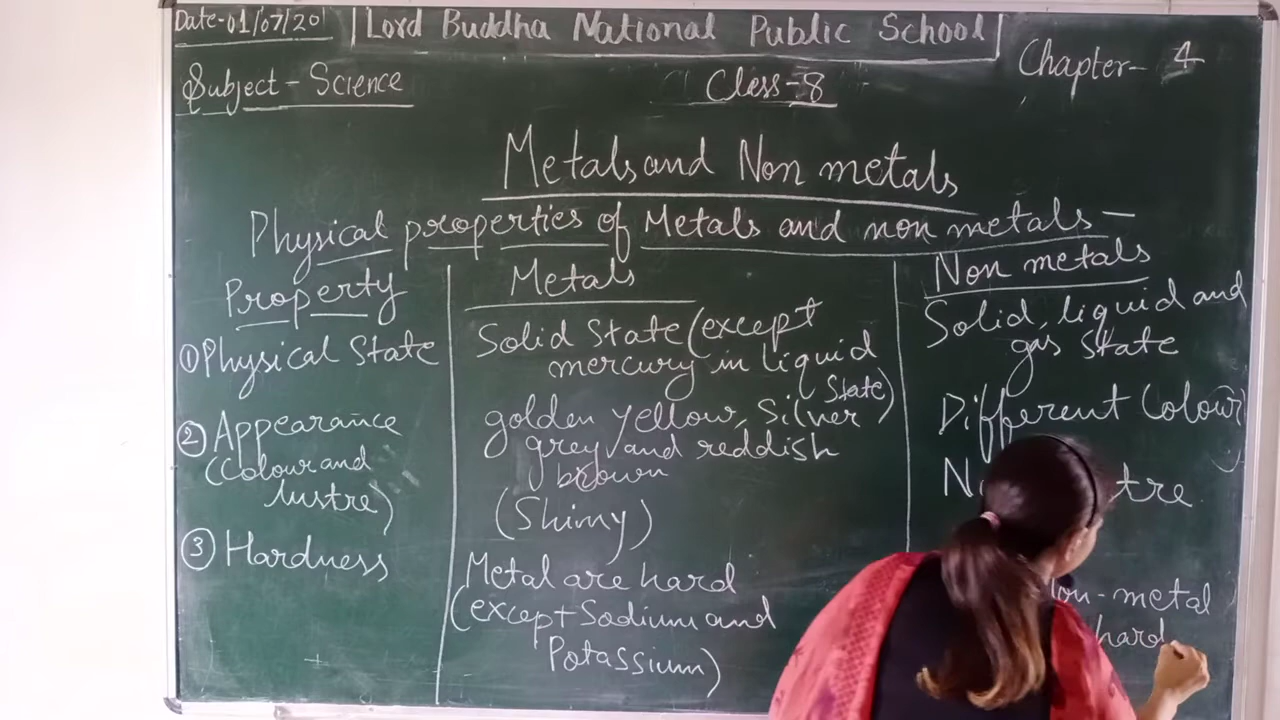 Date-01/07/20
Lord Buddha National Public School
Chapter- 4
Subject - Science
Class-8
Metals and Non metals
Physical properties of Metals and non metals -
Property
① Physical State
② Appearance
(Colour and
lustre)
③ Hardness
Metals
Solid State (except
mercury in liquid
State)
golden yellow, Silver
grey and reddish
brown
(Shiny)
Metal are hard
(except Sodium and
Potassium)
Non metals
Solid, liquid and
gas State
Different Colour
-metal
hard